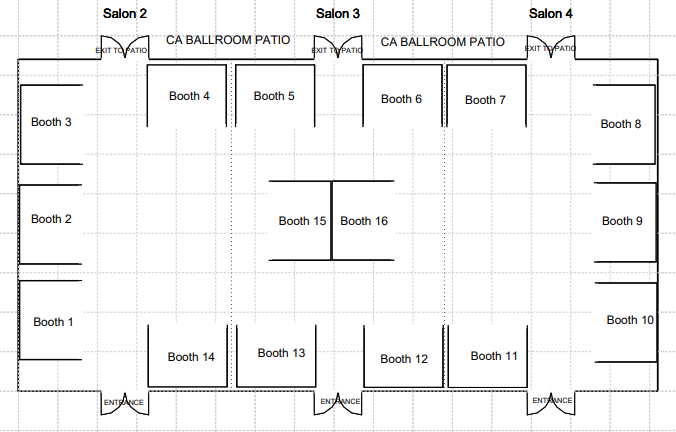 Salon 2
Salon 3
Salon 4
CA BALLROOM PATIO
CA BALLROOM PATIO
EXIT TO PATIO
EXIT TO PATIO
EXIT TO PATIO
Booth 4
Booth 5
Booth 6
Booth 7
Booth 3
Booth 8
Booth 2
Booth 15
Booth 16
Booth 9
Booth 1
Booth 10
Booth 14
Booth 13
Booth 12
Booth 11
ENTRANCE
ENTRANCE
ENTRANCE